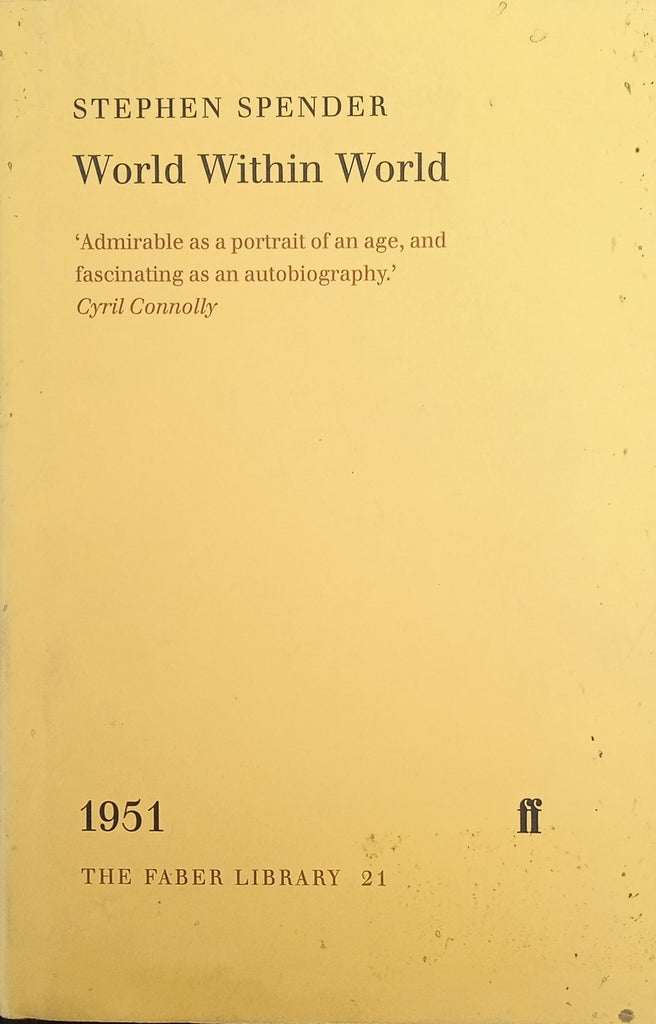 STEPHEN SPENDER
World Within World
‘Admirable as a portrait of an age, and
fascinating as an autobiography.’
Cyril Connolly
1951
ff
THE FABER LIBRARY 21